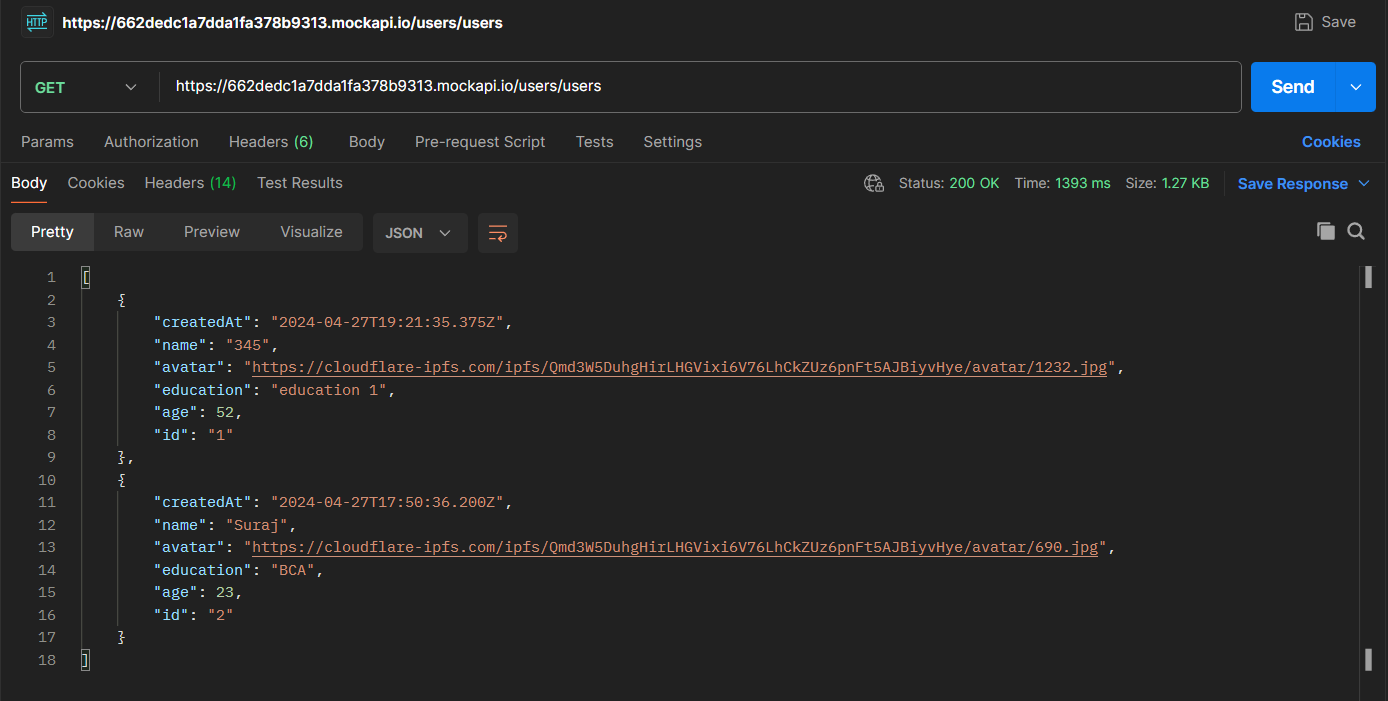 HTTP https://662dedc1a7dda1fa378b9313.mockapi.io/users/users Save
GET https://662dedc1a7dda1fa378b9313.mockapi.io/users/users Send
Params Authorization Headers (6) Body Pre-request Script Tests Settings Cookies
Body Cookies Headers (14) Test Results Status: 200 OK Time: 1393 ms Size: 1.27 KB Save Response
Pretty Raw Preview Visualize JSON
1 [
2 {
3 "createdAt": "2024-04-27T19:21:35.375Z",
4 "name": "345",
5 "avatar": "https://cloudflare-ipfs.com/ipfs/Qmd3W5DuhgHirLHGVixi6V76LhCkZUz6pnFt5AJBiyvHye/avatar/1232.jpg",
6 "education": "education 1",
7 "age": 52,
8 "id": "1"
9 },
10 {
11 "createdAt": "2024-04-27T17:50:36.200Z",
12 "name": "Suraj",
13 "avatar": "https://cloudflare-ipfs.com/ipfs/Qmd3W5DuhgHirLHGVixi6V76LhCkZUz6pnFt5AJBiyvHye/avatar/690.jpg",
14 "education": "BCA",
15 "age": 23,
16 "id": "2"
17 }
18 ]